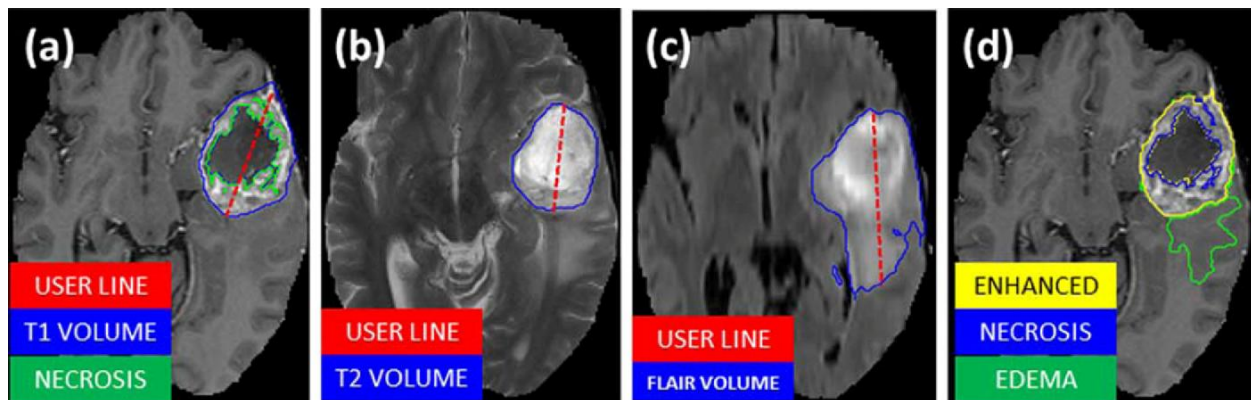 (a)
USER LINE
T1 VOLUME
NECROSIS
(b)
USER LINE
T2 VOLUME
(c)
USER LINE
FLAIR VOLUME
(d)
ENHANCED
NECROSIS
EDEMA